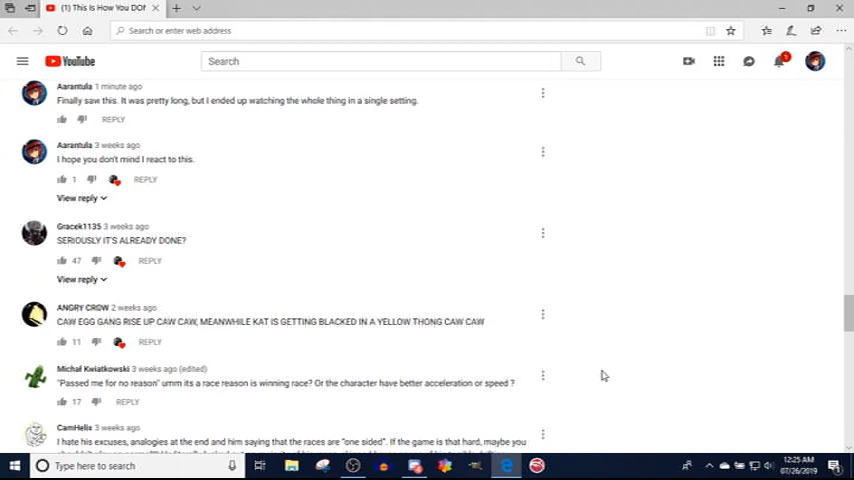 (1) This Is How You DO
Search or enter web address
YouTube
Search
Aarantula 1 minute ago
Finally saw this. It was pretty long, but I ended up watching the whole thing in a single setting.
REPLY
Aarantula 3 weeks ago
I hope you don't mind I react to this.
1 REPLY
View reply
Gracek1135 3 weeks ago
SERIOUSLY IT'S ALREADY DONE?
47 REPLY
View reply
ANGRY CROW 2 weeks ago
CAW EGG GANG RISE UP CAW CAW, MEANWHILE KAT IS GETTING BLACKED IN A YELLOW THONG CAW CAW
11 REPLY
Michał Kwiatkowski 3 weeks ago (edited)
"Passed me for no reason" umm its a race reason is winning race? Or the character have better acceleration or speed ?
17 REPLY
CamHelix 3 weeks ago
I hate his excuses, analogies at the end and him saying that the races are "one sided". If the game is that hard, maybe you
Type here to search
12:25 AM
07/26/2019